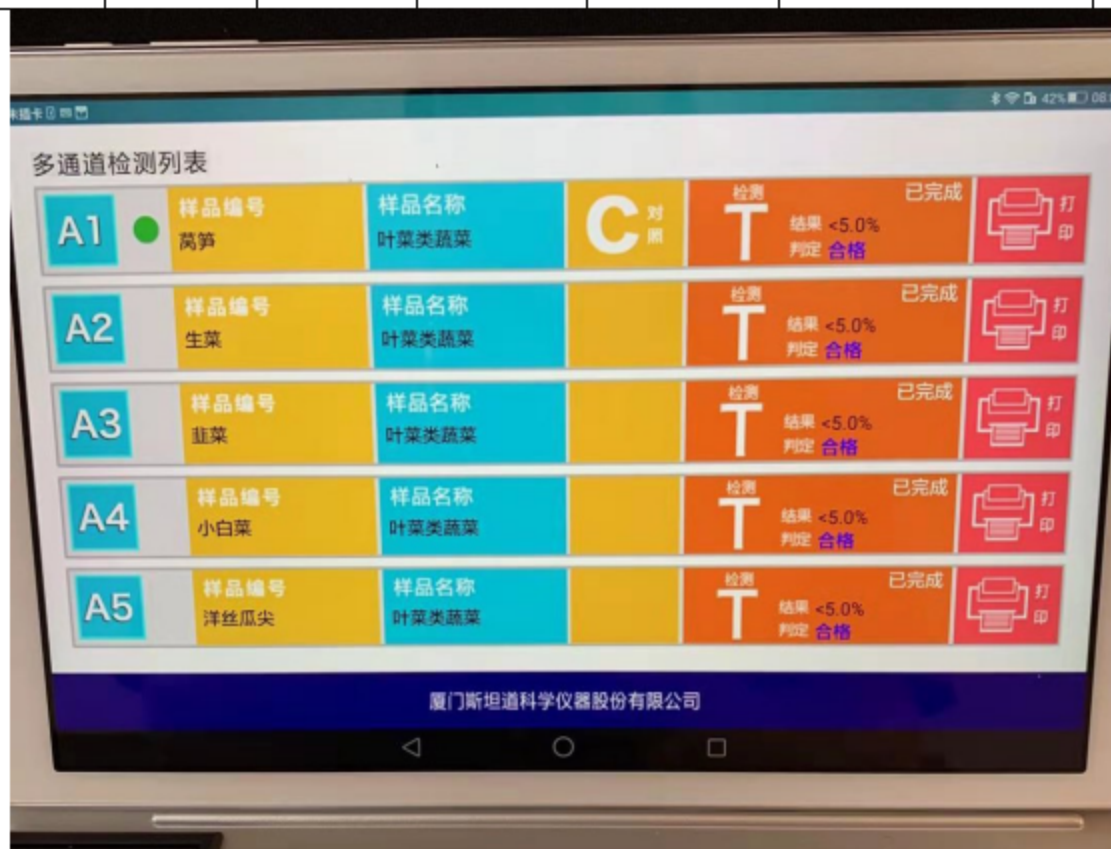 未插卡
42% 08:
多通道检测列表
A1 样品编号 样品名称 C 对照 检测 T 已完成 打印
莴笋 叶菜类蔬菜 结果 <5.0%
判定 合格
A2 样品编号 样品名称 检测 T 已完成 打印
生菜 叶菜类蔬菜 结果 <5.0%
判定 合格
A3 样品编号 样品名称 检测 T 已完成 打印
韭菜 叶菜类蔬菜 结果 <5.0%
判定 合格
A4 样品编号 样品名称 检测 T 已完成 打印
小白菜 叶菜类蔬菜 结果 <5.0%
判定 合格
A5 样品编号 样品名称 检测 T 已完成 打印
洋丝瓜尖 叶菜类蔬菜 结果 <5.0%
判定 合格
厦门斯坦道科学仪器股份有限公司